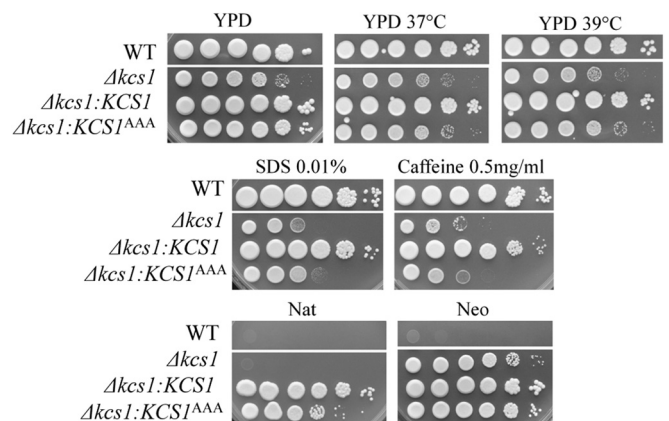 YPD YPD 37°C YPD 39°C
WT
Δkcs1
Δkcs1:KCS1
Δkcs1:KCS1AAA
SDS 0.01% Caffeine 0.5mg/ml
WT
Δkcs1
Δkcs1:KCS1
Δkcs1:KCS1AAA
Nat Neo
WT
Δkcs1
Δkcs1:KCS1
Δkcs1:KCS1AAA